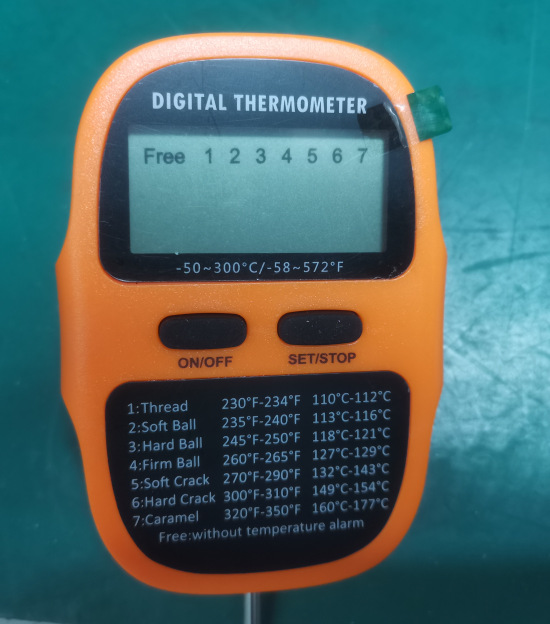 DIGITAL THERMOMETER
Free 1 2 3 4 5 6 7
-50~300°C/-58~572°F
ON/OFF SET/STOP
1:Thread 230°F-234°F 110°C-112°C
2:Soft Ball 235°F-240°F 113°C-116°C
3:Hard Ball 245°F-250°F 118°C-121°C
4:Firm Ball 260°F-265°F 127°C-129°C
5:Soft Crack 270°F-290°F 132°C-143°C
6:Hard Crack 300°F-310°F 149°C-154°C
7:Caramel 320°F-350°F 160°C-177°C
Free:without temperature alarm